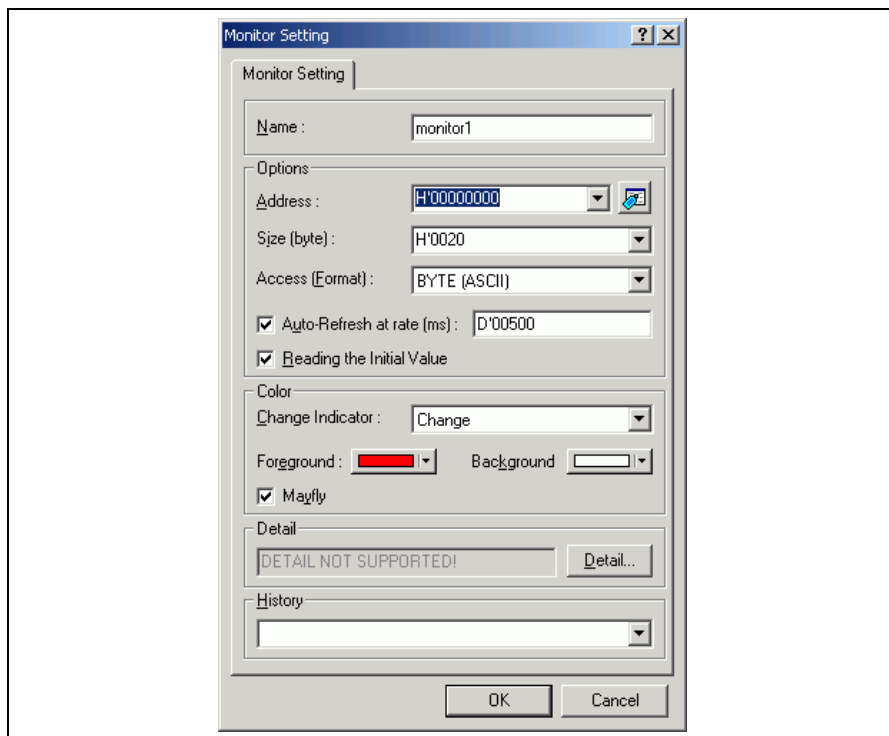 Monitor Setting
Monitor Setting
Name : monitor1
Options
Address : H'00000000
Size (byte) : H'0020
Access (Format) : BYTE (ASCII)
Auto-Refresh at rate (ms) : D'00500
Reading the Initial Value
Color
Change Indicator : Change
Foreground : Background
Mayfly
Detail
DETAIL NOT SUPPORTED! Detail...
History
OK Cancel